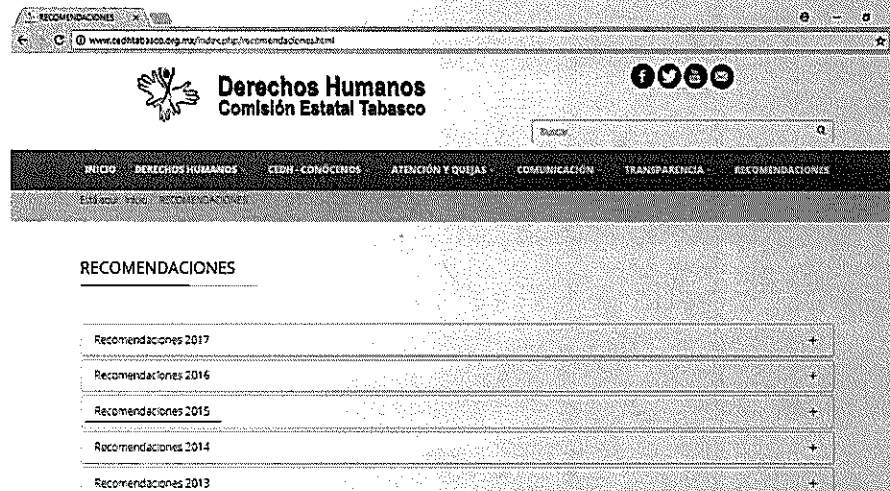 RECOMENDACIONES
www.cedhtabasco.org.mx/index.php/recomendaciones.html
Derechos Humanos
Comisión Estatal Tabasco
Buscar
INICIO DERECHOS HUMANOS CEDH - CONÓCENOS ATENCIÓN Y QUEJAS COMUNICACIÓN TRANSPARENCIA RECOMENDACIONES
Está aquí: Inicio RECOMENDACIONES
RECOMENDACIONES
Recomendaciones 2017
Recomendaciones 2016
Recomendaciones 2015
Recomendaciones 2014
Recomendaciones 2013